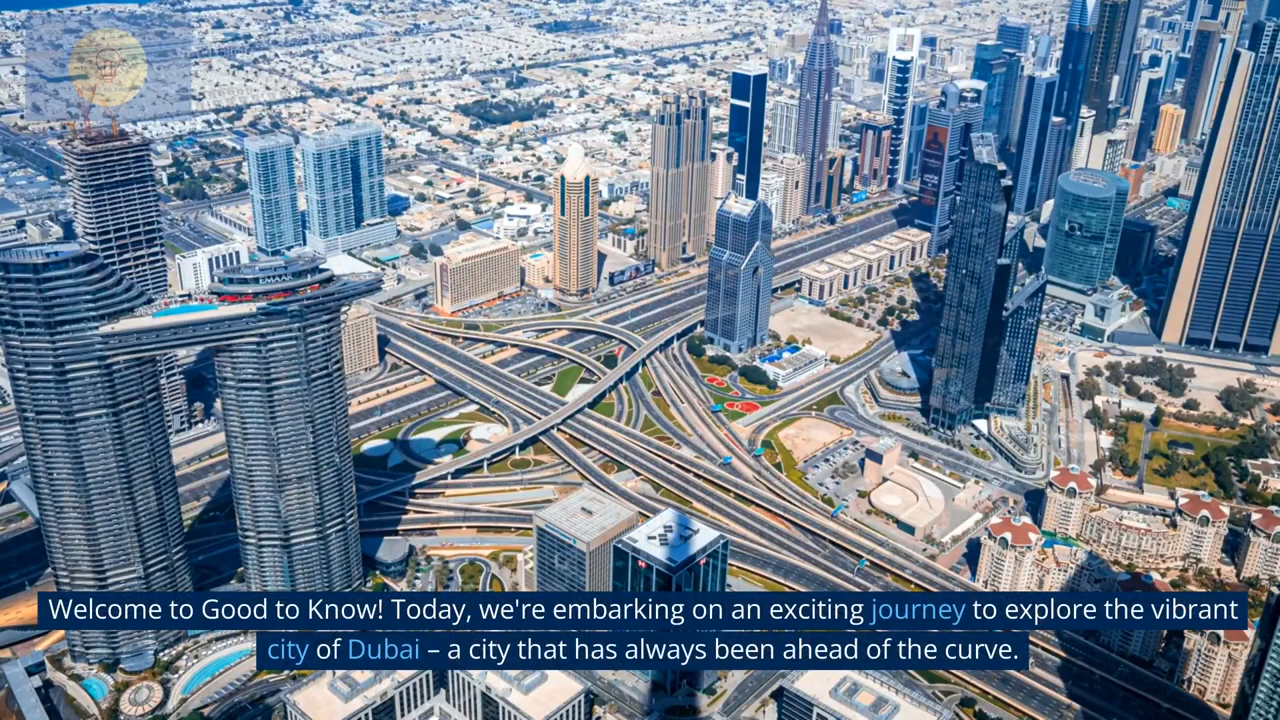 EMAAR
Welcome to Good to Know! Today, we're embarking on an exciting journey to explore the vibrant
city of Dubai – a city that has always been ahead of the curve.